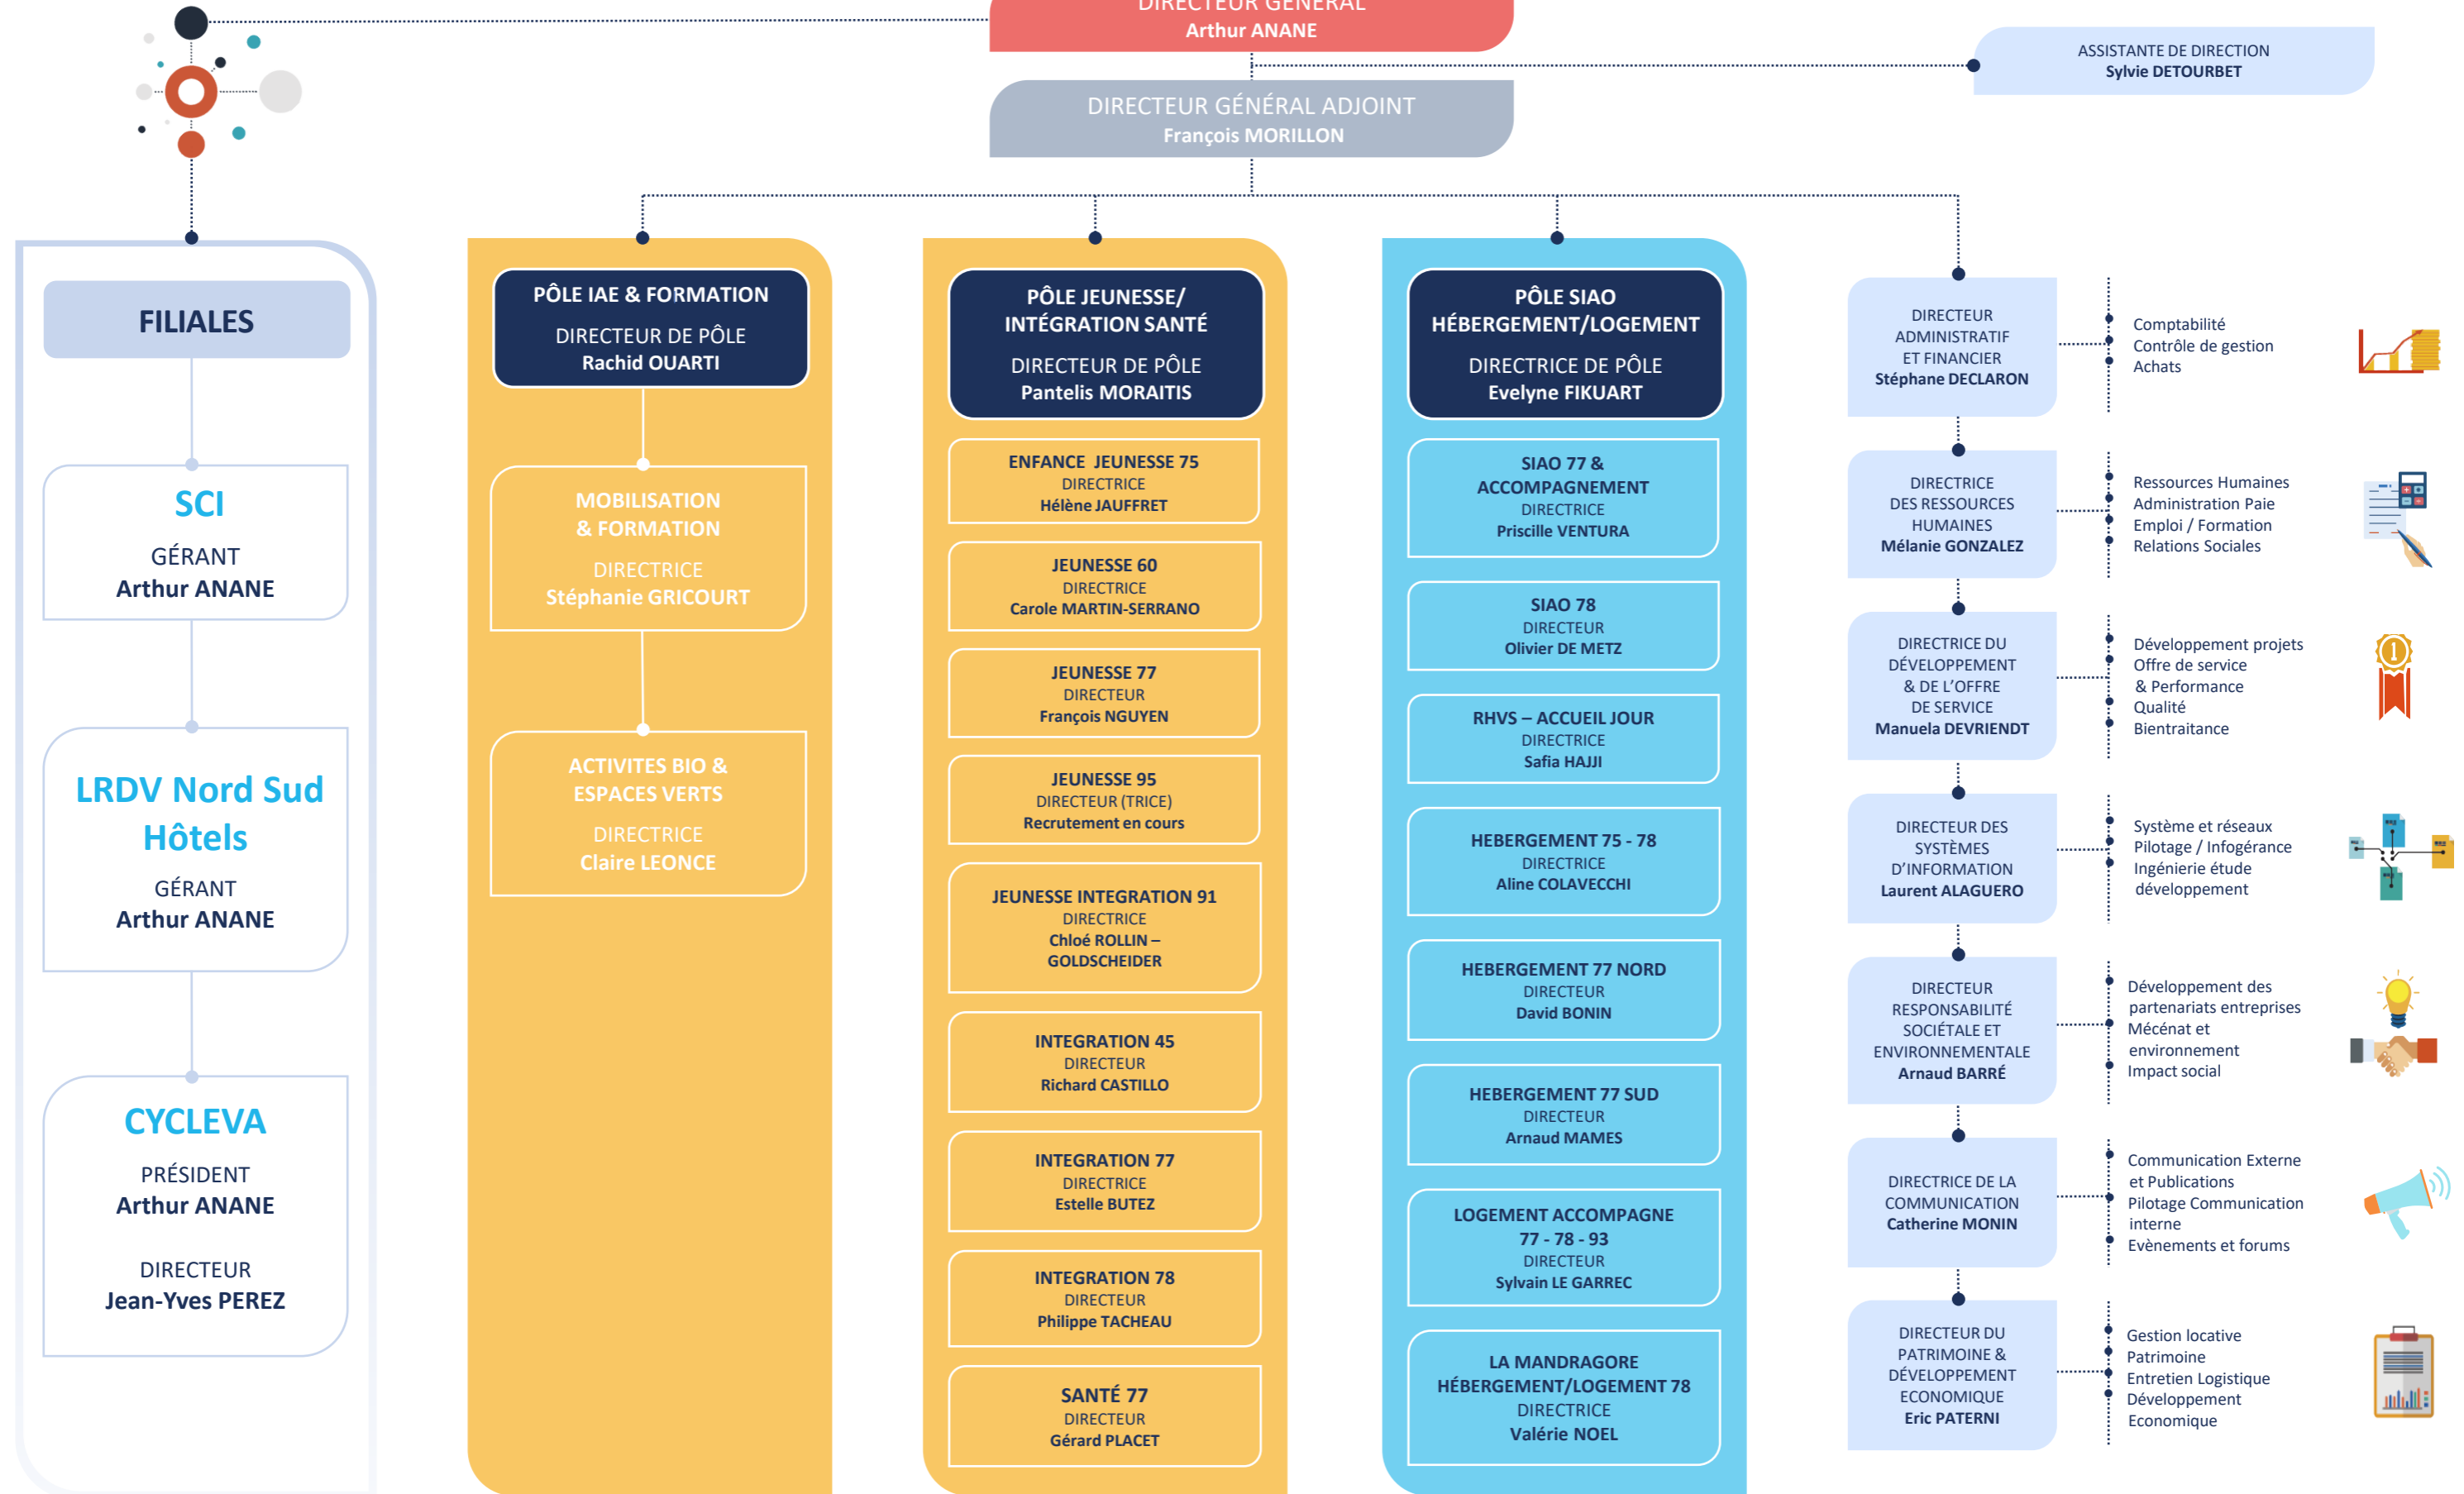 DIRECTEUR GÉNÉRAL
Arthur ANANE
ASSISTANTE DE DIRECTION
Sylvie DETOURBET
DIRECTEUR GÉNÉRAL ADJOINT
François MORILLON
FILIALES
SCI
GÉRANT
Arthur ANANE
LRDV Nord Sud
Hôtels
GÉRANT
Arthur ANANE
CYCLEVA
PRÉSIDENT
Arthur ANANE
DIRECTEUR
Jean-Yves PEREZ
PÔLE IAE & FORMATION
DIRECTEUR DE PÔLE
Rachid OUARTI
MOBILISATION
& FORMATION
DIRECTRICE
Stéphanie GRICOURT
ACTIVITES BIO &
ESPACES VERTS
DIRECTRICE
Claire LEONCE
PÔLE JEUNESSE/
INTÉGRATION SANTÉ
DIRECTEUR DE PÔLE
Pantelis MORAITIS
ENFANCE  JEUNESSE 75
DIRECTRICE
Hélène JAUFFRET
JEUNESSE 60
DIRECTRICE
Carole MARTIN-SERRANO
JEUNESSE 77
DIRECTEUR
François NGUYEN
JEUNESSE 95
DIRECTEUR (TRICE)
Recrutement en cours
JEUNESSE INTEGRATION 91
DIRECTRICE
Chloé ROLLIN –
GOLDSCHEIDER
INTEGRATION 45
DIRECTEUR
Richard CASTILLO
INTEGRATION 77
DIRECTRICE
Estelle BUTEZ
INTEGRATION 78
DIRECTEUR
Philippe TACHEAU
SANTÉ 77
DIRECTEUR
Gérard PLACET
PÔLE SIAO
HÉBERGEMENT/LOGEMENT
DIRECTRICE DE PÔLE
Evelyne FIKUART
SIAO 77 &
ACCOMPAGNEMENT
DIRECTRICE
Priscille VENTURA
SIAO 78
DIRECTEUR
Olivier DE METZ
RHVS – ACCUEIL JOUR
DIRECTRICE
Safia HAJJI
HEBERGEMENT 75 - 78
DIRECTRICE
Aline COLAVECCHI
HEBERGEMENT 77 NORD
DIRECTEUR
David BONIN
HEBERGEMENT 77 SUD
DIRECTEUR
Arnaud MAMES
LOGEMENT ACCOMPAGNE
77 - 78 - 93
DIRECTEUR
Sylvain LE GARREC
LA MANDRAGORE
HÉBERGEMENT/LOGEMENT 78
DIRECTRICE
Valérie NOEL
DIRECTEUR
ADMINISTRATIF
ET FINANCIER
Stéphane DECLARON
Comptabilité
Contrôle de gestion
Achats
DIRECTRICE
DES RESSOURCES
HUMAINES
Mélanie GONZALEZ
Ressources Humaines
Administration Paie
Emploi / Formation
Relations Sociales
DIRECTRICE DU
DÉVELOPPEMENT
& DE L'OFFRE
DE SERVICE
Manuela DEVRIENDT
Développement projets
Offre de service
& Performance
Qualité
Bientraitance
1
DIRECTEUR DES
SYSTÈMES
D'INFORMATION
Laurent ALAGUERO
Système et réseaux
Pilotage / Infogérance
Ingénierie étude
développement
DIRECTEUR
RESPONSABILITÉ
SOCIÉTALE ET
ENVIRONNEMENTALE
Arnaud BARRÉ
Développement des
partenariats entreprises
Mécénat et
environnement
Impact social
DIRECTRICE DE LA
COMMUNICATION
Catherine MONIN
Communication Externe
et Publications
Pilotage Communication
interne
Evènements et forums
DIRECTEUR DU
PATRIMOINE &
DÉVELOPPEMENT
ECONOMIQUE
Eric PATERNI
Gestion locative
Patrimoine
Entretien Logistique
Développement
Economique